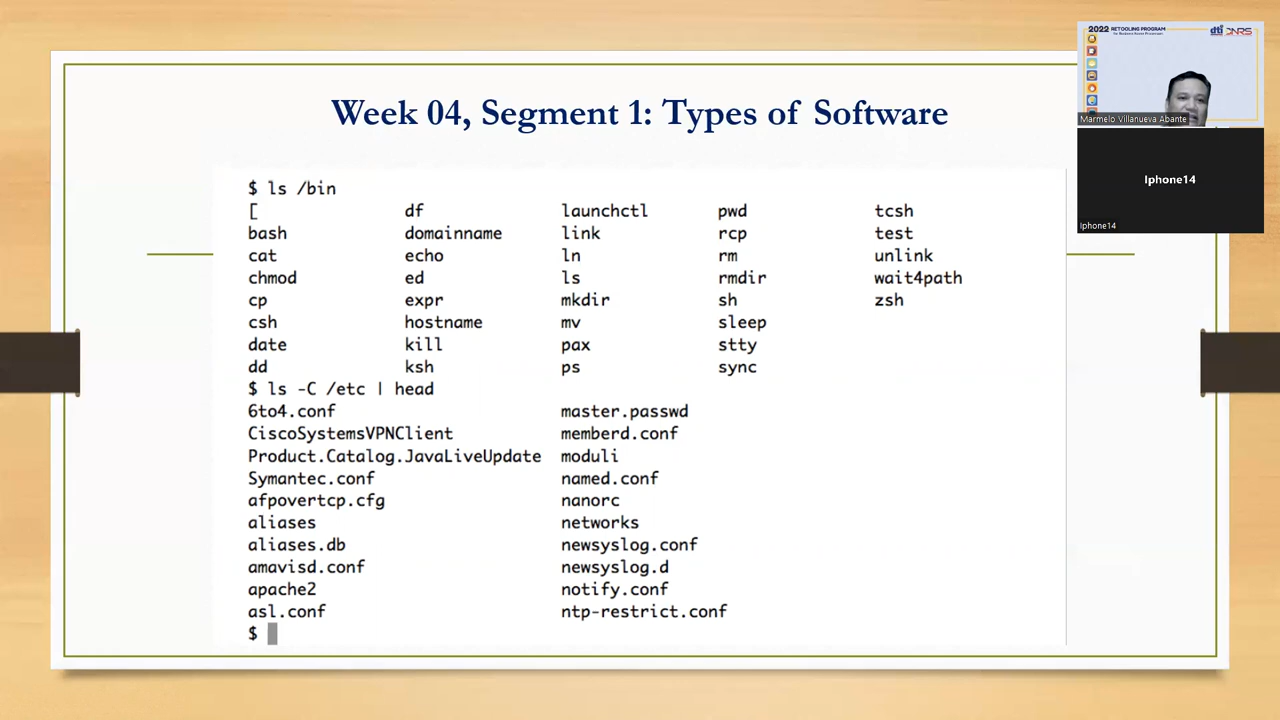 Week 04, Segment 1: Types of Software
$ ls /bin
[ df launchctl pwd tcsh
bash domainname link rcp test
cat echo ln rm unlink
chmod ed ls rmdir wait4path
cp expr mkdir sh zsh
csh hostname mv sleep
date kill pax stty
dd ksh ps sync
$ ls -C /etc | head
6to4.conf master.passwd
CiscoSystemsVPNClient memberd.conf
Product.Catalog.JavaLiveUpdate moduli
Symantec.conf named.conf
afpovertcp.cfg nanorc
aliases networks
aliases.db newsyslog.conf
amavisd.conf newsyslog.d
apache2 notify.conf
asl.conf ntp-restrict.conf
$
2022 RETOOLING PROGRAM
dti
Marmelo Villanueva Abante
Iphone14
Iphone14